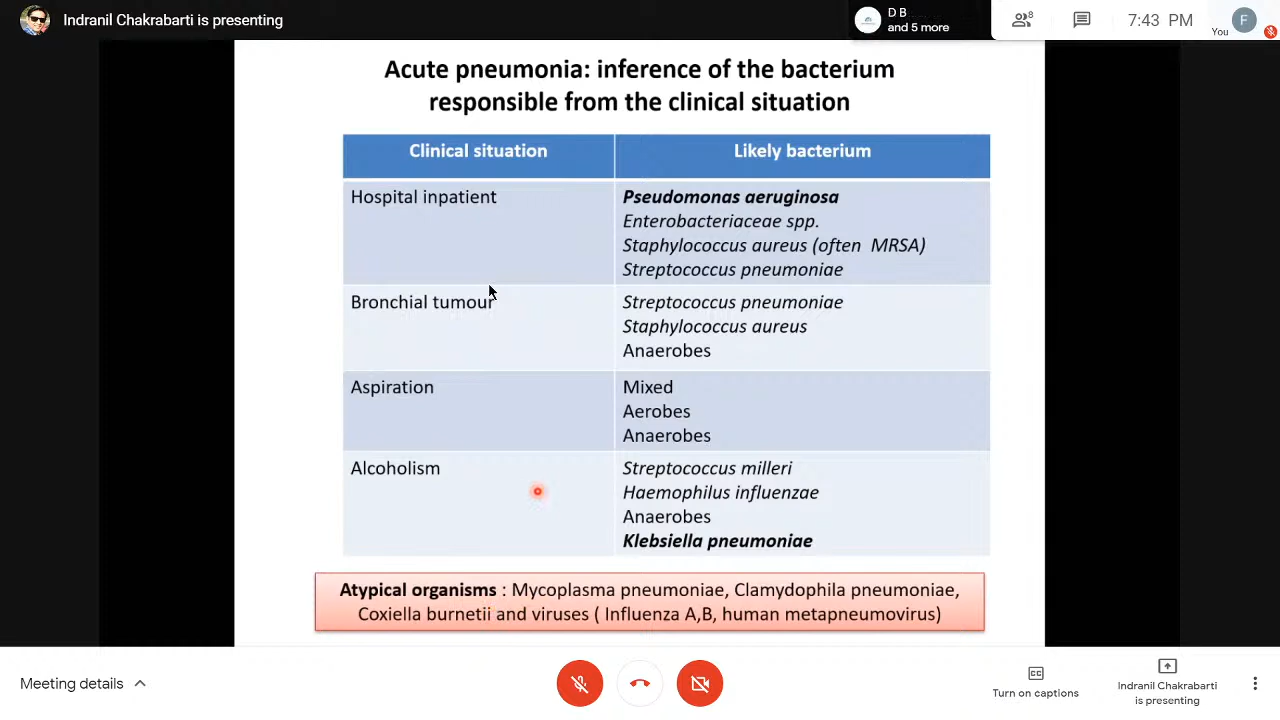 Indranil Chakrabarti is presenting
D B
and 5 more
8
7:43 PM
You
F
Acute pneumonia: inference of the bacterium
responsible from the clinical situation
Clinical situation
Likely bacterium
Hospital inpatient
Pseudomonas aeruginosa
Enterobacteriaceae spp.
Staphylococcus aureus (often MRSA)
Streptococcus pneumoniae
Bronchial tumour
Streptococcus pneumoniae
Staphylococcus aureus
Anaerobes
Aspiration
Mixed
Aerobes
Anaerobes
Alcoholism
Streptococcus milleri
Haemophilus influenzae
Anaerobes
Klebsiella pneumoniae
Atypical organisms : Mycoplasma pneumoniae, Clamydophila pneumoniae,
Coxiella burnetii and viruses ( Influenza A,B, human metapneumovirus)
Meeting details
CC
Turn on captions
Indranil Chakrabarti
is presenting